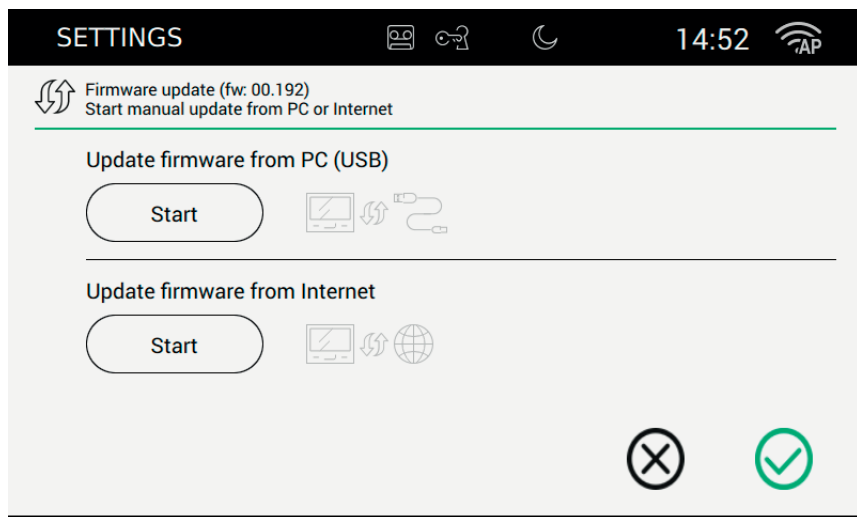 SETTINGS 14:52 AP
Firmware update (fw: 00.192)
Start manual update from PC or Internet
Update firmware from PC (USB)
Start
Update firmware from Internet
Start